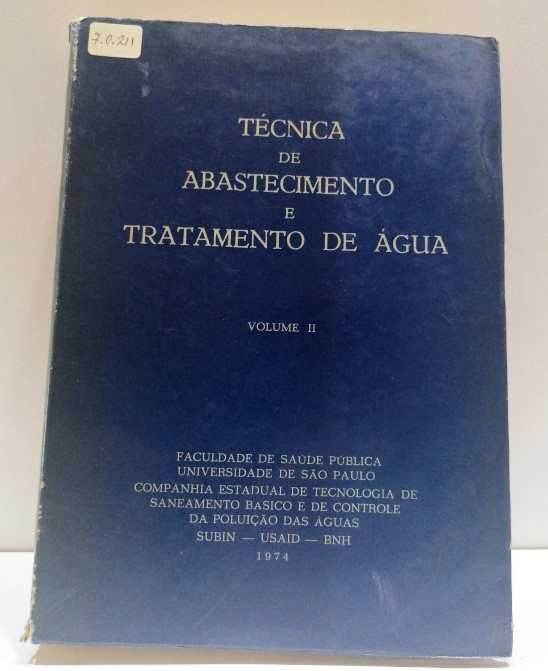 7.0.211
TÉCNICA
DE
ABASTECIMENTO
E
TRATAMENTO DE ÁGUA
VOLUME II
FACULDADE DE SAÚDE PÚBLICA
UNIVERSIDADE DE SÃO PAULO
COMPANHIA ESTADUAL DE TECNOLOGIA DE
SANEAMENTO BASICO E DE CONTROLE
DA POLUIÇÃO DAS ÁGUAS
SUBIN — USAID — BNH
1974